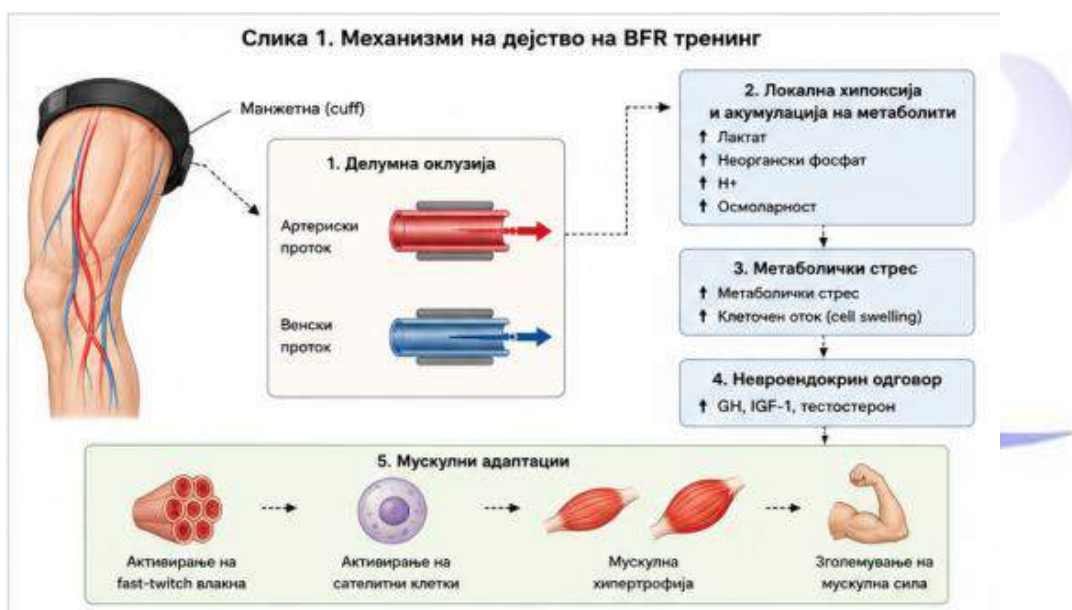 Слика 1. Механизми на дејство на BFR тренинг
Манжетна (cuff)
1. Делумна оклузија
Артериски
проток
Венски
проток
2. Локална хипоксија
и акумулација на метаболити
↑ Лактат
↑ Неоргански фосфат
↑ H+
↑ Осмоларност
3. Метаболички стрес
↑ Метаболички стрес
↑ Клеточен оток (cell swelling)
4. Невроендокрин одговор
↑ GH, IGF-1, тестостерон
5. Мускулни адаптации
Активирање на
fast-twitch влакна
Активирање на
сателитни клетки
Мускулна
хипертрофија
Зголемување на
мускулна сила